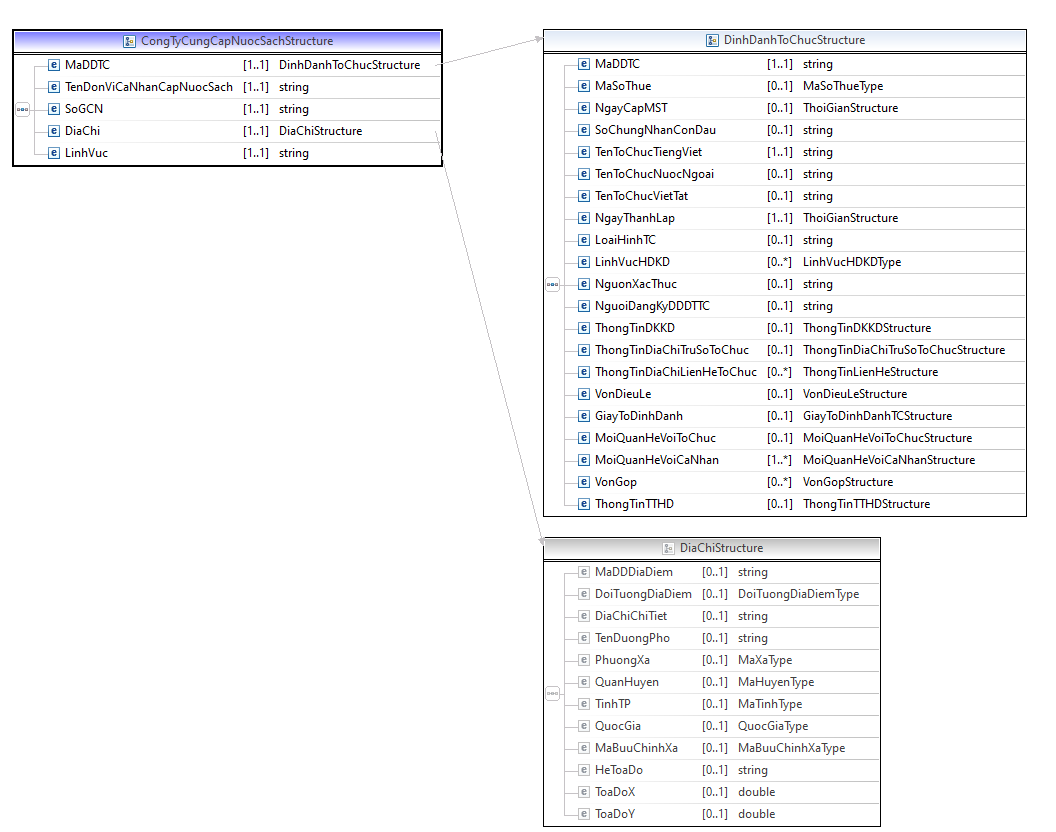 CongTyCungCapNuocSachStructure
MaDDTC [1..1] DinhDanhToChucStructure
TenDonViCaNhanCapNuocSach [1..1] string
SoGCN [1..1] string
DiaChi [1..1] DiaChiStructure
LinhVuc [1..1] string
DinhDanhToChucStructure
MaDDTC [1..1] string
MaSoThue [0..1] MaSoThueType
NgayCapMST [0..1] ThoiGianStructure
SoChungNhanConDau [0..1] string
TenToChucTiengViet [1..1] string
TenToChucNuocNgoai [0..1] string
TenToChucVietTat [0..1] string
NgayThanhLap [1..1] ThoiGianStructure
LoaiHinhTC [0..1] string
LinhVucHDKD [0..*] LinhVucHDKDType
NguonXacThuc [0..1] string
NguoiDangKyDDDTTC [0..1] string
ThongTinDKKD [0..1] ThongTinDKKDStructure
ThongTinDiaChiTruSoToChuc [0..1] ThongTinDiaChiTruSoToChucStructure
ThongTinDiaChiLienHeToChuc [0..*] ThongTinLienHeStructure
VonDieuLe [0..1] VonDieuLeStructure
GiayToDinhDanh [0..1] GiayToDinhDanhTCStructure
MoiQuanHeVoiToChuc [0..1] MoiQuanHeVoiToChucStructure
MoiQuanHeVoiCaNhan [1..*] MoiQuanHeVoiCaNhanStructure
VonGop [0..*] VonGopStructure
ThongTinTTHD [0..1] ThongTinTTHDStructure
DiaChiStructure
MaDDDiaDiem [0..1] string
DoiTuongDiaDiem [0..1] DoiTuongDiaDiemType
DiaChiChiTiet [0..1] string
TenDuongPho [0..1] string
PhuongXa [0..1] MaXaType
QuanHuyen [0..1] MaHuyenType
TinhTP [0..1] MaTinhType
QuocGia [0..1] QuocGiaType
MaBuuChinhXa [0..1] MaBuuChinhXaType
HeToaDo [0..1] string
ToaDoX [0..1] double
ToaDoY [0..1] double